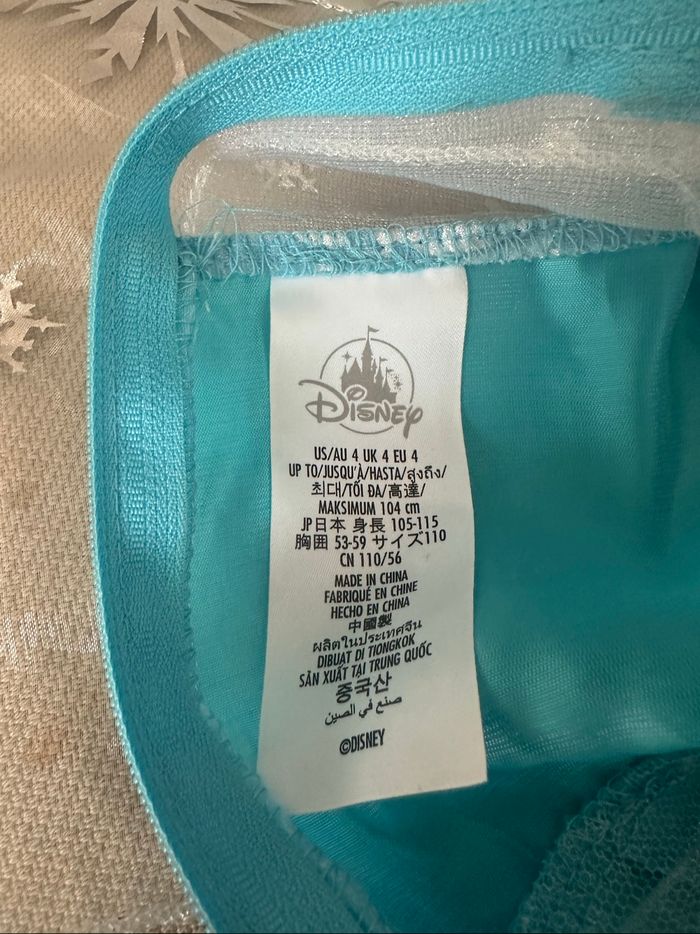 Disney
US/AU 4 UK 4 EU 4
UP TO/JUSQU'À/HASTA/สูงถึง/
최대/TỐI ĐA/高達/
MAKSIMUM 104 cm
JP日本 身長 105-115
胸囲 53-59 サイズ110
CN 110/56
MADE IN CHINA
FABRIQUÉ EN CHINE
HECHO EN CHINA
中國製
ผลิตในประเทศจีน
DIBUAT DI TIONGKOK
SẢN XUẤT TẠI TRUNG QUỐC
중국산
صنع في الصين
©DISNEY